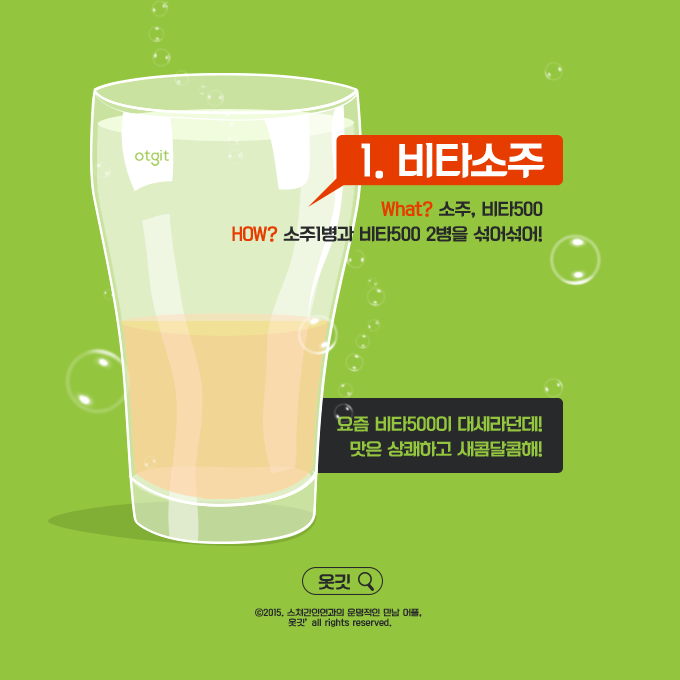 otgit
1. 비타소주
What? 소주, 비타500
HOW? 소주1병과 비타500 2병을 섞어섞어!
요즘 비타500이 대세라던데!
맛은 상쾌하고 새콤달콤해!
옷깃
©2015. 스쳐간인연과의 운명적인 만남 어플,
옷깃' all rights reserved.